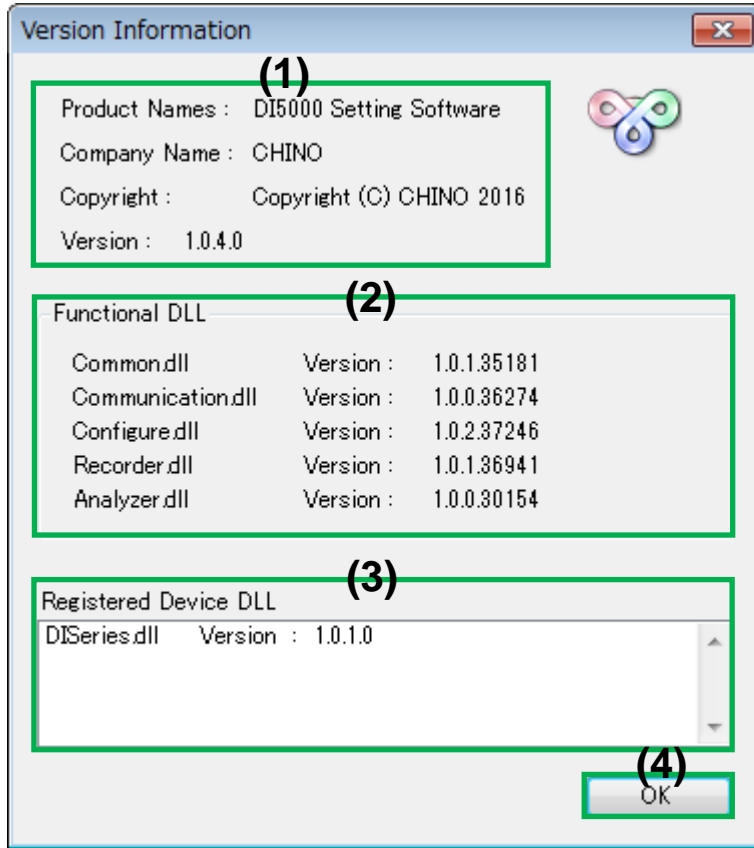 Version Information
(1)
Product Names : DI5000 Setting Software
Company Name : CHINO
Copyright : Copyright (C) CHINO 2016
Version : 1.0.4.0
(2)
Functional DLL
Common.dll Version : 1.0.1.35181
Communication.dll Version : 1.0.0.36274
Configure.dll Version : 1.0.2.37246
Recorder.dll Version : 1.0.1.36941
Analyzer.dll Version : 1.0.0.30154
(3)
Registered Device DLL
DISeries.dll Version : 1.0.1.0
(4)
OK